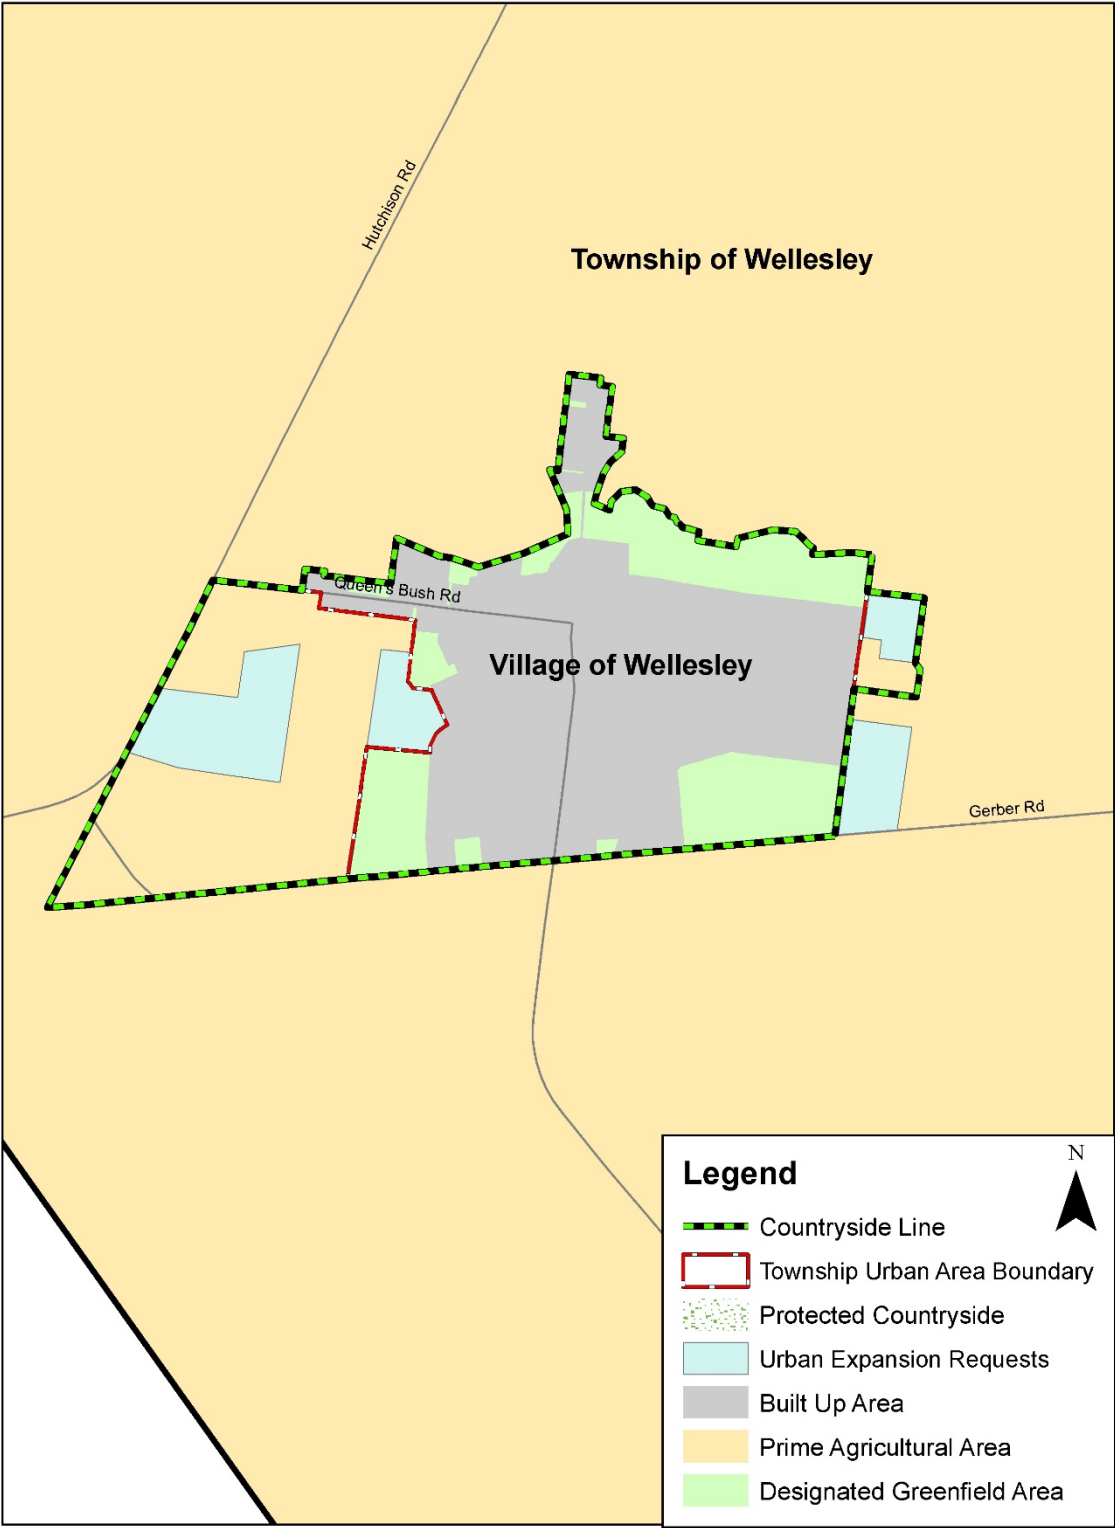 Hutchison Rd
Township of Wellesley
Queen's Bush Rd
Village of Wellesley
Gerber Rd
N
Legend
Countryside Line
Township Urban Area Boundary
Protected Countryside
Urban Expansion Requests
Built Up Area
Prime Agricultural Area
Designated Greenfield Area